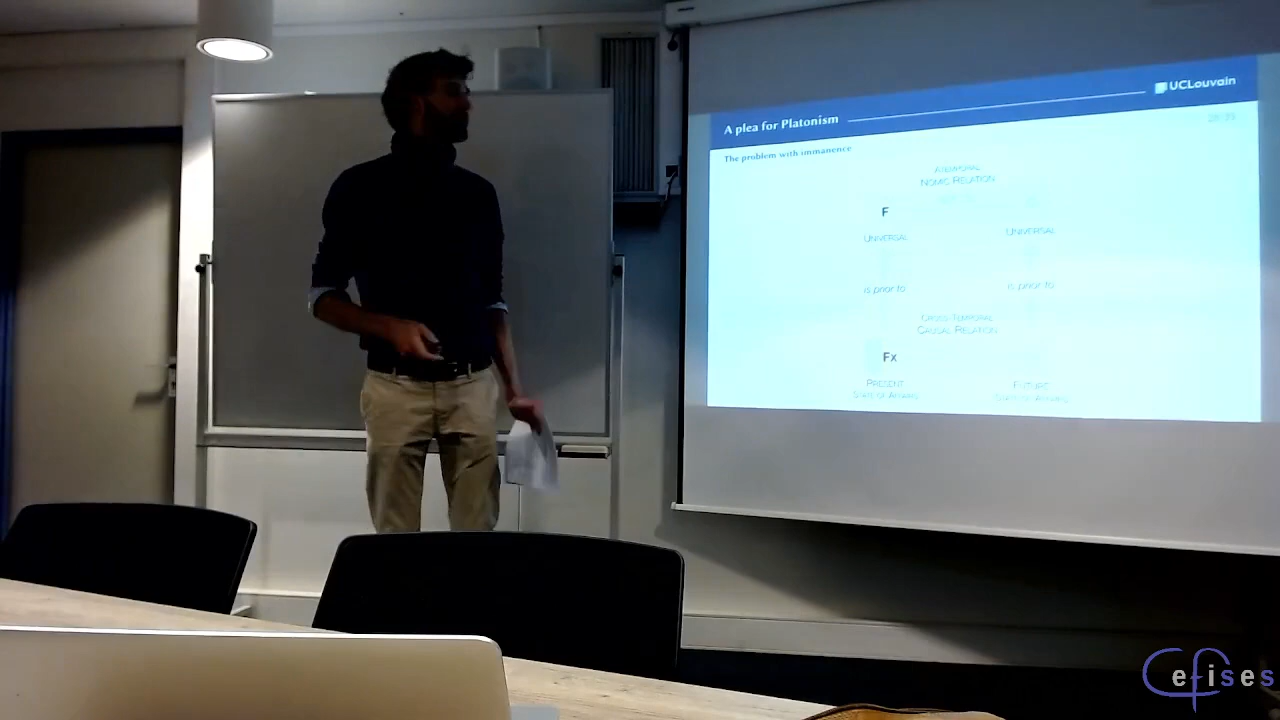 UCLouvain
A plea for Platonism
The problem with immanence
NOMIC RELATION
F
UNIVERSAL UNIVERSAL
is prior to is prior to
CAUSAL RELATION
Fx
PRESENT FUTURE
STATE OF AFFAIRS STATE OF AFFAIRS
Cefises